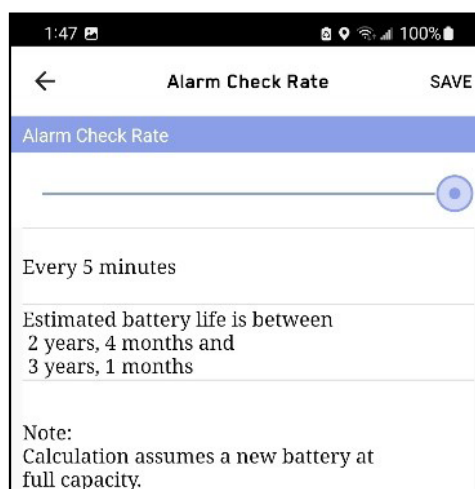 1:47 100%
Alarm Check Rate SAVE
Alarm Check Rate
Every 5 minutes
Estimated battery life is between
2 years, 4 months and
3 years, 1 months
Note:
Calculation assumes a new battery at
full capacity.